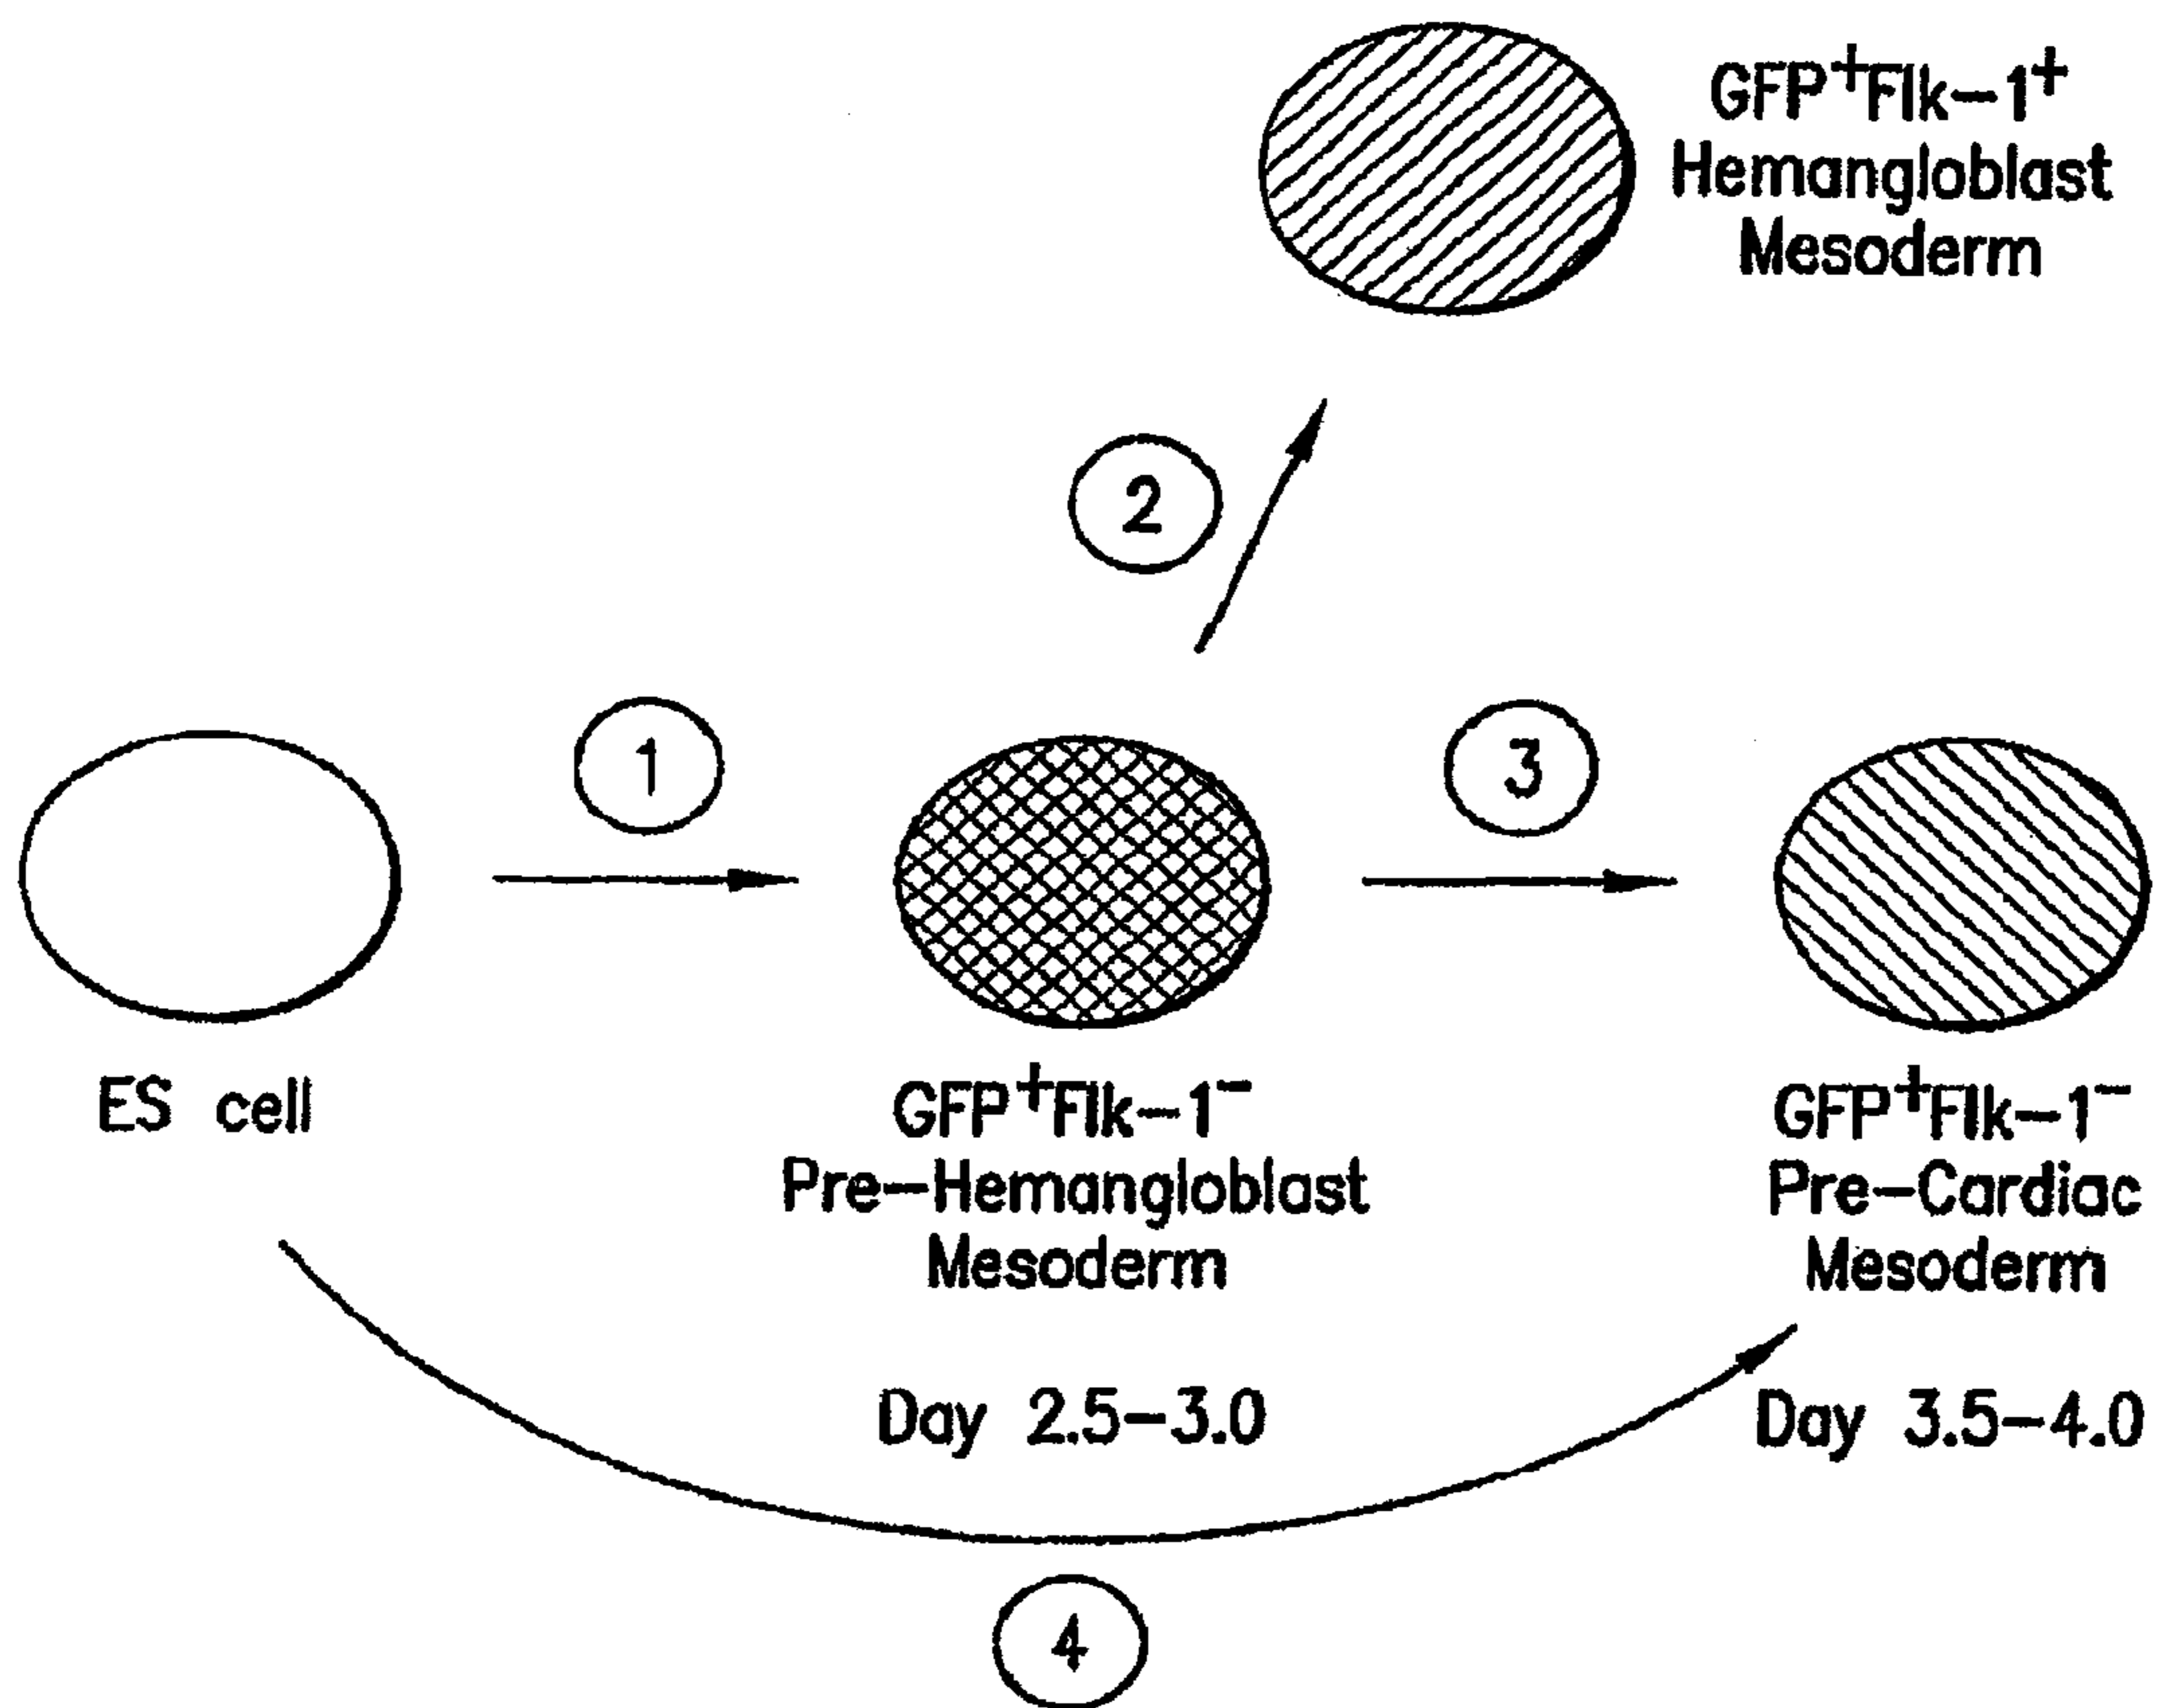 GFP⁺Flk-1⁺
Hemangloblast
Mesoderm
2
1
3
ES cell
GFP⁺Flk-1⁻
Pre-Hemangloblast
Mesoderm
Day 2.5-3.0
GFP⁺Flk-1⁻
Pre-Cardiac
Mesoderm
Day 3.5-4.0
4